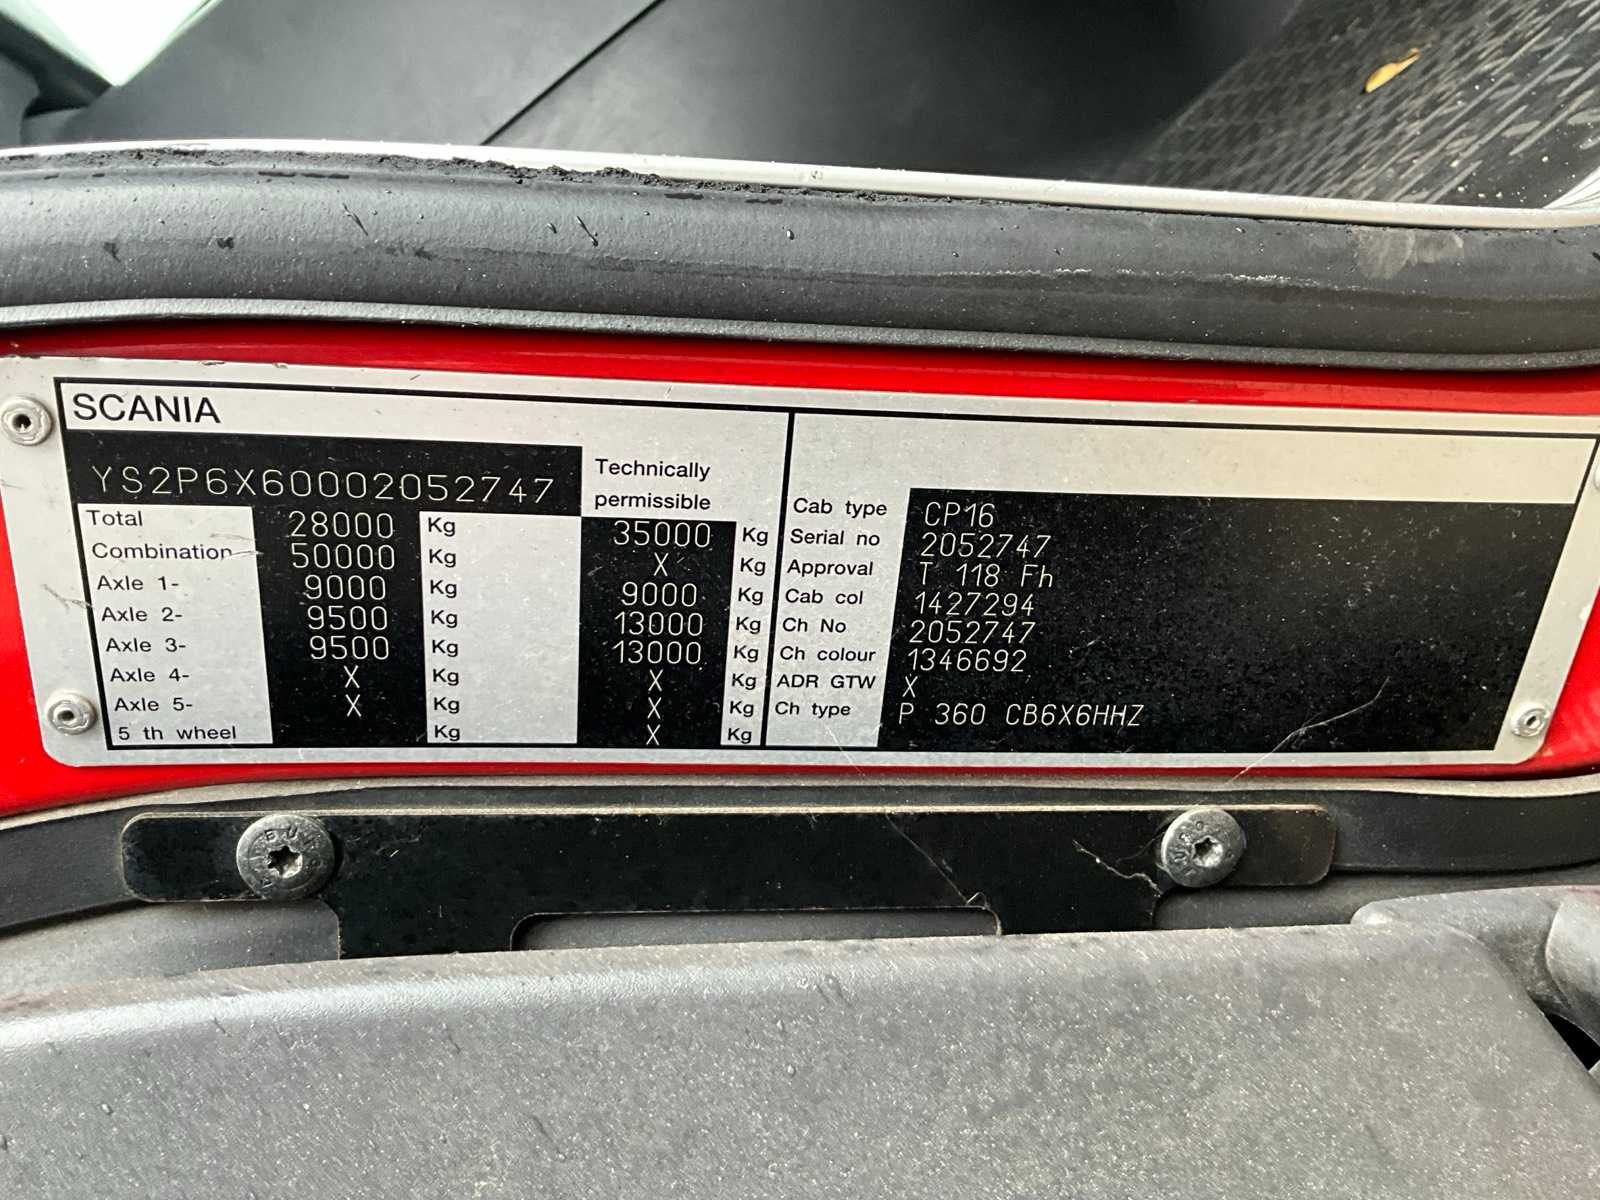 SCANIA
YS2P6X60002052747
Technically
permissible
Total 28000 Kg 35000 Kg
Combination 50000 Kg X Kg
Axle 1- 9000 Kg 9000 Kg
Axle 2- 9500 Kg 13000 Kg
Axle 3- 9500 Kg 13000 Kg
Axle 4- X Kg X Kg
Axle 5- X Kg X Kg
5 th wheel Kg X Kg
Cab type CP16
Serial no 2052747
Approval T 118 Fh
Cab col 1427294
Ch No 2052747
Ch colour 1346692
ADR GTW X
Ch type P 360 CB6X6HHZ